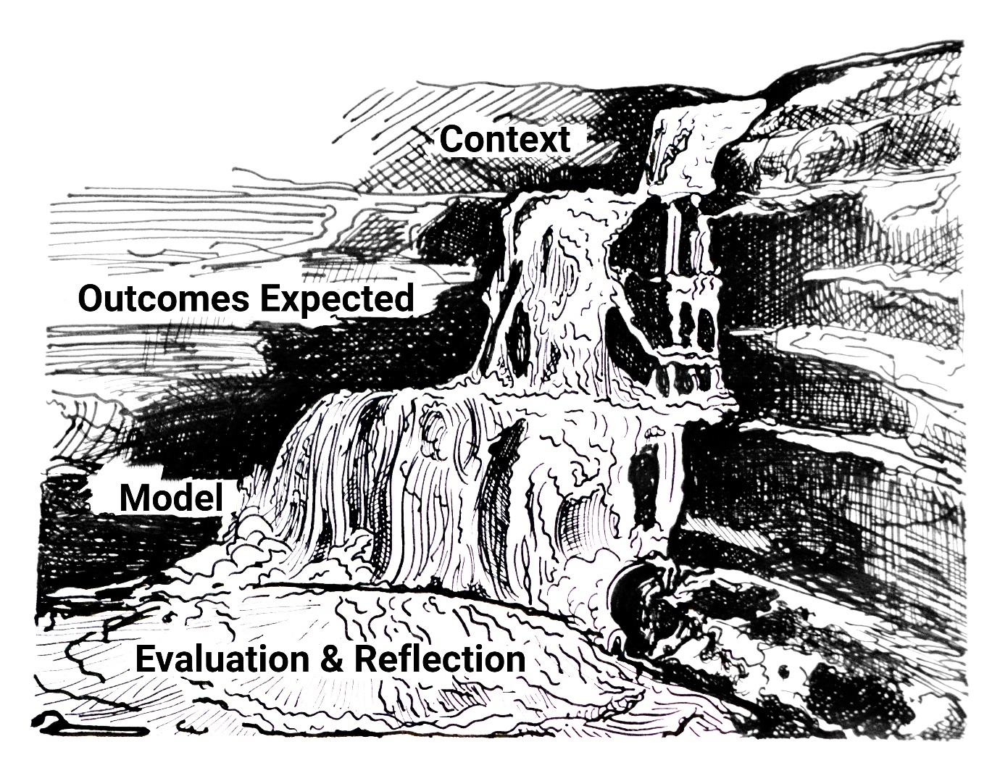 Context
Outcomes Expected
Model
Evaluation & Reflection